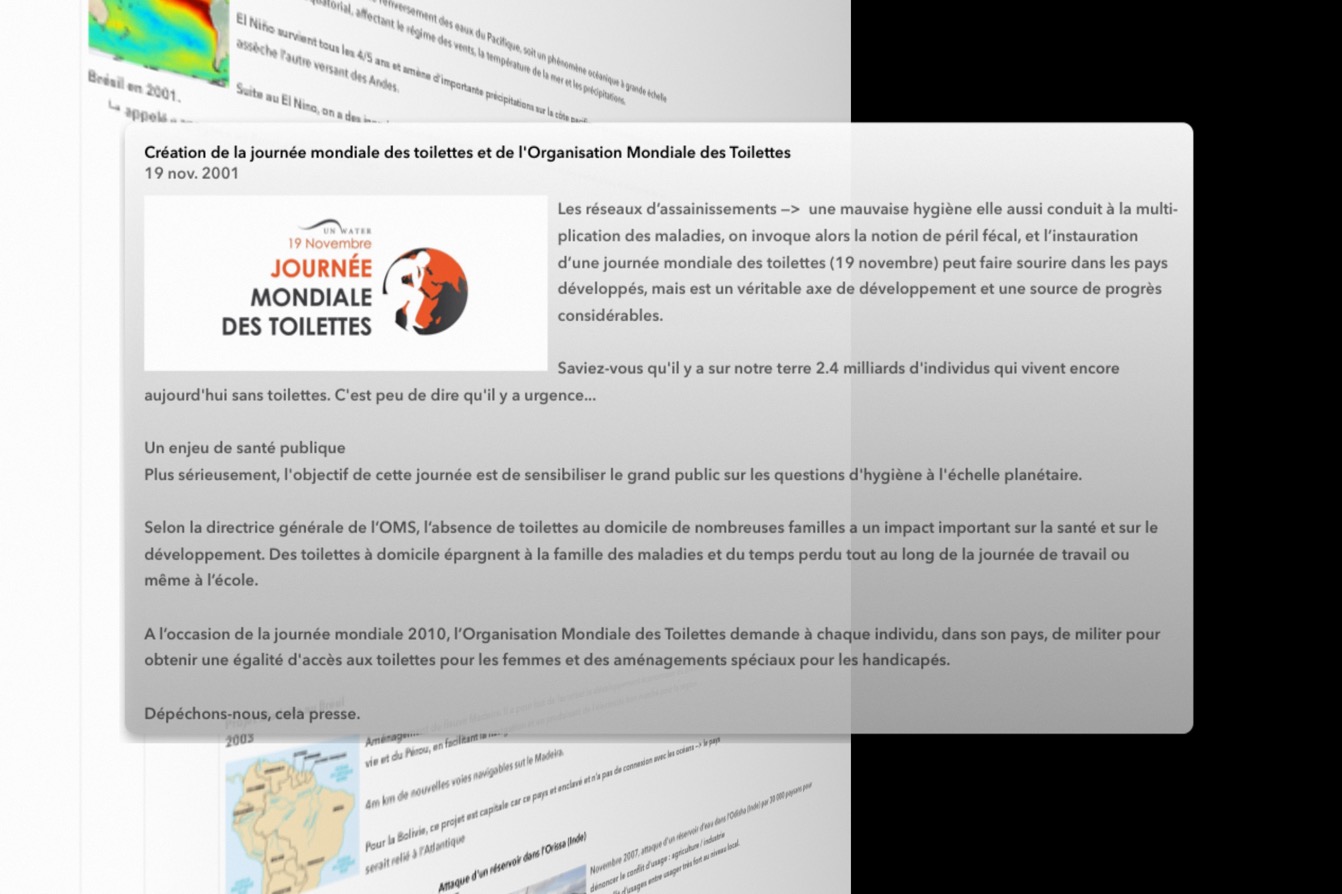 renversement des eaux du Pacifique, soit un phénomène océanique à grande échelle
affectant le régime des vents, la température de la mer et les précipitations.
El Niño survient tous les 4/5 ans et amène d'importante précipitations sur la côte
assèche l'autre versant des Andes.
Suite au El Nino, on a des
Brésil en 2001.
appelé
Création de la journée mondiale des toilettes et de l'Organisation Mondiale des Toilettes
19 nov. 2001
UN WATER
19 Novembre
JOURNÉE
MONDIALE
DES TOILETTES
Les réseaux d’assainissements —> une mauvaise hygiène elle aussi conduit à la multi-
plication des maladies, on invoque alors la notion de péril fécal, et l’instauration
d’une journée mondiale des toilettes (19 novembre) peut faire sourire dans les pays
développés, mais est un véritable axe de développement et une source de progrès
considérables.
Saviez-vous qu'il y a sur notre terre 2.4 milliards d'individus qui vivent encore
aujourd'hui sans toilettes. C'est peu de dire qu'il y a urgence...
Un enjeu de santé publique
Plus sérieusement, l'objectif de cette journée est de sensibiliser le grand public sur les questions d'hygiène à l'échelle planétaire.
Selon la directrice générale de l’OMS, l’absence de toilettes au domicile de nombreuses familles a un impact important sur la santé et sur le
développement. Des toilettes à domicile épargnent à la famille des maladies et du temps perdu tout au long de la journée de travail ou
même à l’école.
A l’occasion de la journée mondiale 2010, l’Organisation Mondiale des Toilettes demande à chaque individu, dans son pays, de militer pour
obtenir une égalité d'accès aux toilettes pour les femmes et des aménagements spéciaux pour les handicapés.
Dépéchons-nous, cela presse.
2003
vie et du Pérou, en facilitant la
4m km de nouvelles voies navigables sut le Madeira.
Pour la Bolivie, ce projet est capitale car ce pays et enclavé et n'a pas de connexion avec les océans --> le pays
serait relié à l'Atlantique
Attaque d'un réservoir dans l'Orissa (Inde)
Novembre 2007, attaque d'un réservoir d'eau dans l'Odisha (Inde) par 30 000 paysans pour
dénoncer le conflit d'usage : agriculture / industrie
d'usages entre usager très fort au niveau local.